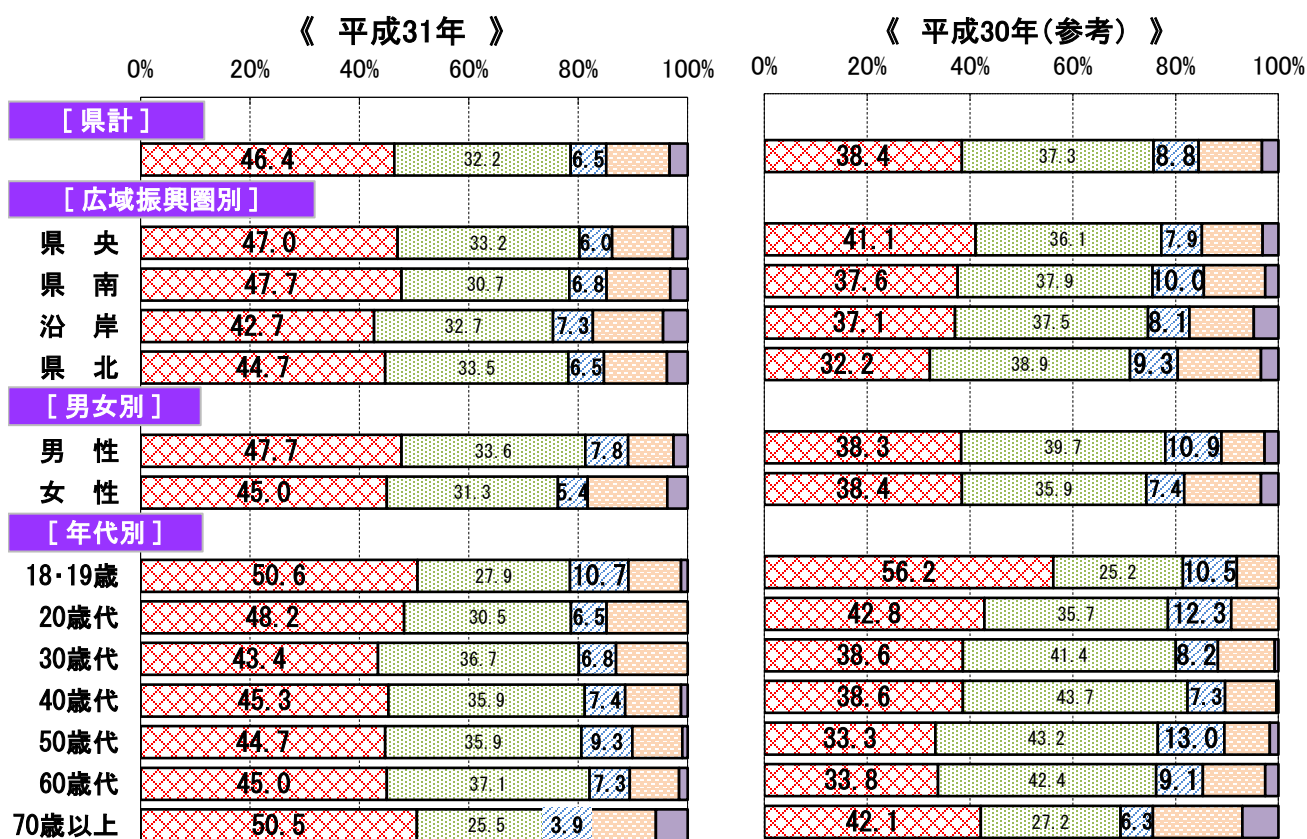 《 平成31年 》 《 平成30年(参考) 》
0% 20% 40% 60% 80% 100% 0% 20% 40% 60% 80% 100%
[ 県計 ]
46.4 32.2 6.5 38.4 37.3 8.8
[ 広域振興圏別 ]
県 央 47.0 33.2 6.0 41.1 36.1 7.9
県 南 47.7 30.7 6.8 37.6 37.9 10.0
沿 岸 42.7 32.7 7.3 37.1 37.5 8.1
県 北 44.7 33.5 6.5 32.2 38.9 9.3
[ 男女別 ]
男 性 47.7 33.6 7.8 38.3 39.7 10.9
女 性 45.0 31.3 5.4 38.4 35.9 7.4
[ 年代別 ]
18・19歳 50.6 27.9 10.7 56.2 25.2 10.5
20歳代 48.2 30.5 6.5 42.8 35.7 12.3
30歳代 43.4 36.7 6.8 38.6 41.4 8.2
40歳代 45.3 35.9 7.4 38.6 43.7 7.3
50歳代 44.7 35.9 9.3 33.3 43.2 13.0
60歳代 45.0 37.1 7.3 33.8 42.4 9.1
70歳以上 50.5 25.5 3.9 42.1 27.2 6.3